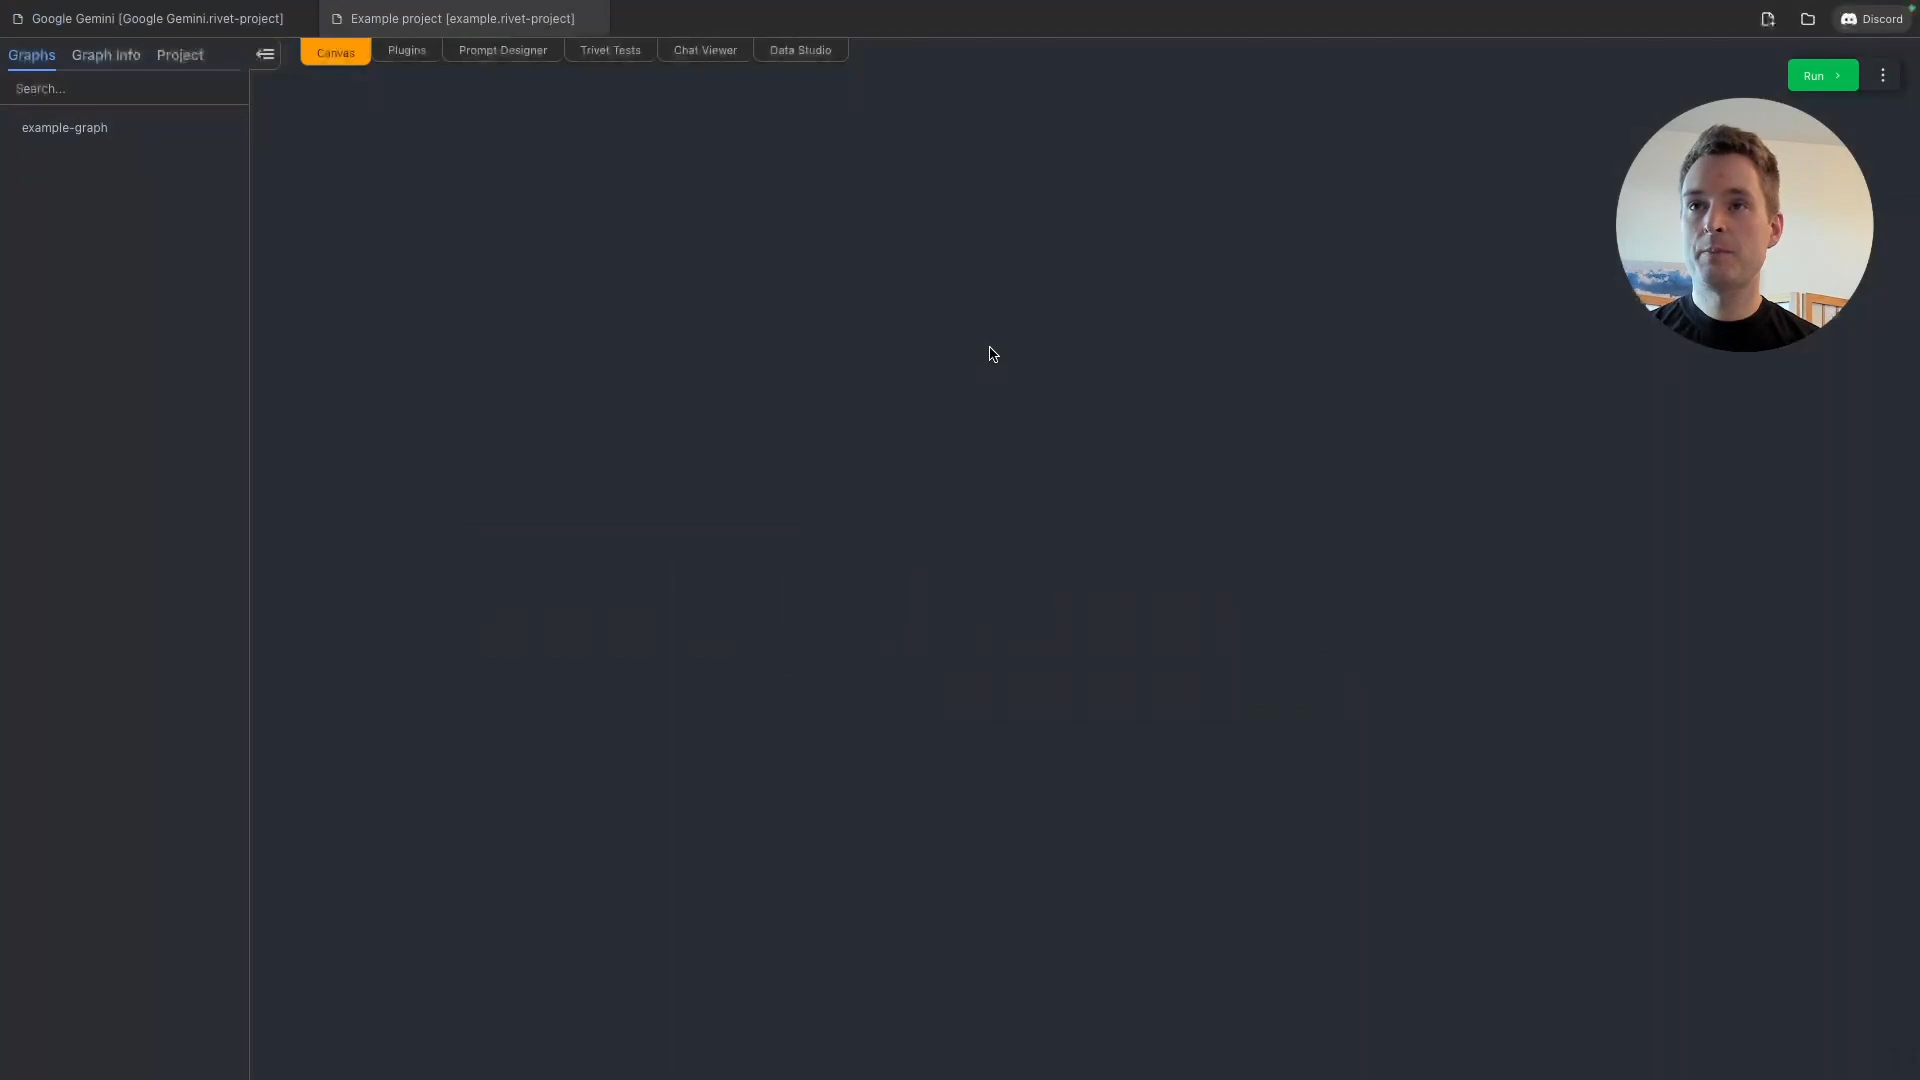 Google Gemini [Google Gemini.rivet-project]
Example project [example.rivet-project]
Discord
Graphs
Graph Info
Project
Canvas
Plugins
Prompt Designer
Trivet Tests
Chat Viewer
Data Studio
Run
Search...
example-graph